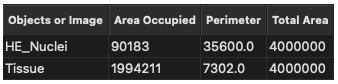 Objects or Image Area Occupied Perimeter Total Area
HE_Nuclei 90183 35600.0 4000000
Tissue 1994211 7302.0 4000000